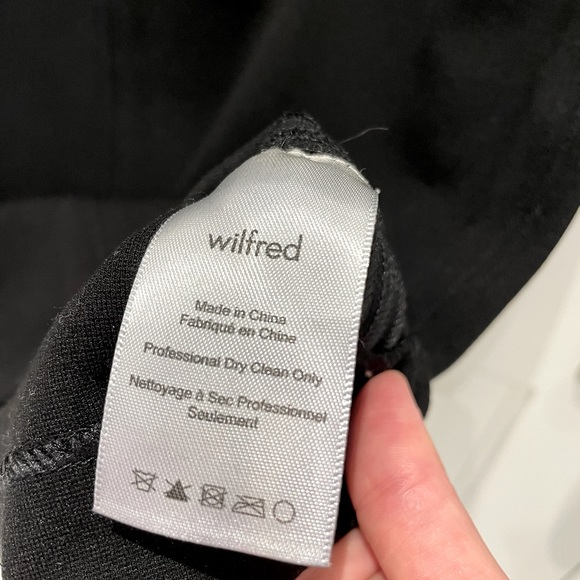 wilfred
Made in China
Fabriqué en Chine
Professional Dry Clean Only
Nettoyage à Sec Professionnel
Seulement